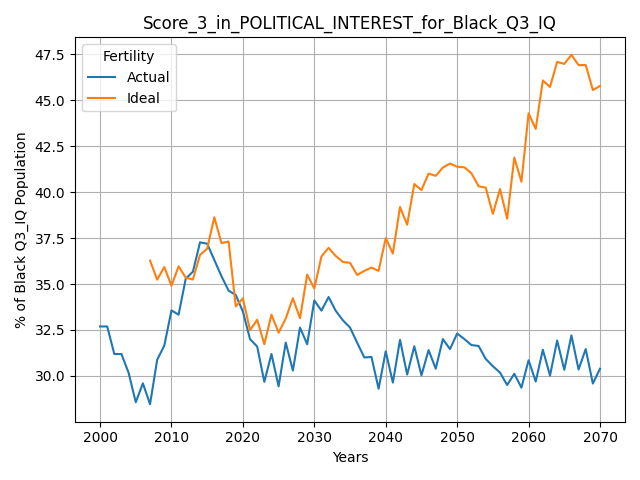 Score_3_in_POLITICAL_INTEREST_for_Black_Q3_IQ
Fertility
Actual
Ideal
% of Black Q3_IQ Population
47.5
45.0
42.5
40.0
37.5
35.0
32.5
30.0
2000 2010 2020 2030 2040 2050 2060 2070
Years